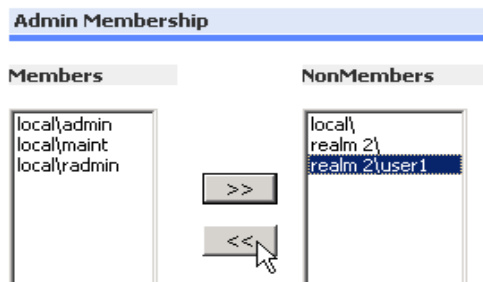 Admin Membership
Members
NonMembers
local\admin
local\maint
local\radmin
>>
<<
local\
realm 2\
realm 2\user1